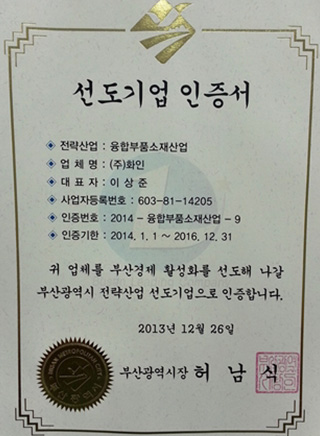 선도기업 인증서
◈ 전략산업 : 융합부품소재산업
◈ 업 체 명 : (주)화인
◈ 대 표 자 : 이 상 준
◈ 사업자등록번호 : 603-81-14205
◈ 인증번호 : 2014 - 융합부품소재산업 - 9
◈ 인증기한 : 2014. 1. 1 ~ 2016. 12. 31
귀 업체를 부산경제 활성화를 선도해 나갈
부산광역시 전략산업 선도기업으로 인증합니다.
2013년 12월 26일
부산광역시장 허 남 식